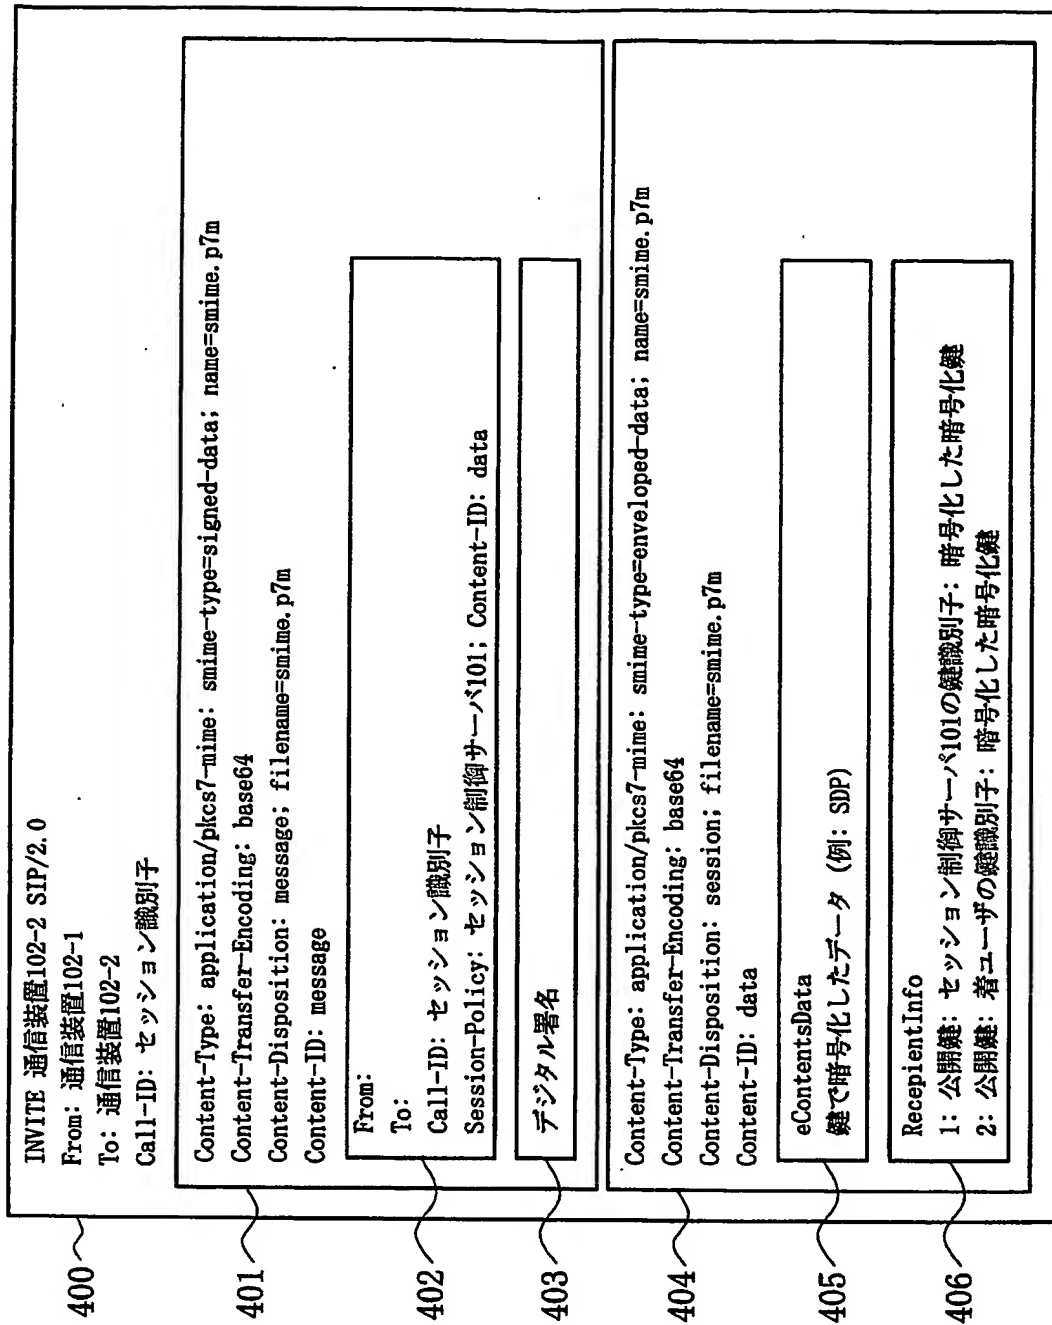 400
INVITE 通信装置102-2 SIP/2.0
From: 通信装置102-1
To: 通信装置102-2
Call-ID: セッション識別子
401
Content-Type: application/pkcs7-mime: smime-type=signed-data; name=smime.p7m
Content-Transfer-Encoding: base64
Content-Disposition: message; filename=smime.p7m
Content-ID: message
402
From:
To:
Call-ID: セッション識別子
Session-Policy: セッション制御サーバ101; Content-ID: data
403
デジタル署名
404
Content-Type: application/pkcs7-mime: smime-type=enveloped-data; name=smime.p7m
Content-Transfer-Encoding: base64
Content-Disposition: session; filename=smime.p7m
Content-ID: data
405
eContentsData
鍵で暗号化したデータ (例: SDP)
406
RecepientInfo
1: 公開鍵: セッション制御サーバ101の鍵識別子: 暗号化した暗号化鍵
2: 公開鍵: 着ユーザの鍵識別子: 暗号化した暗号化鍵